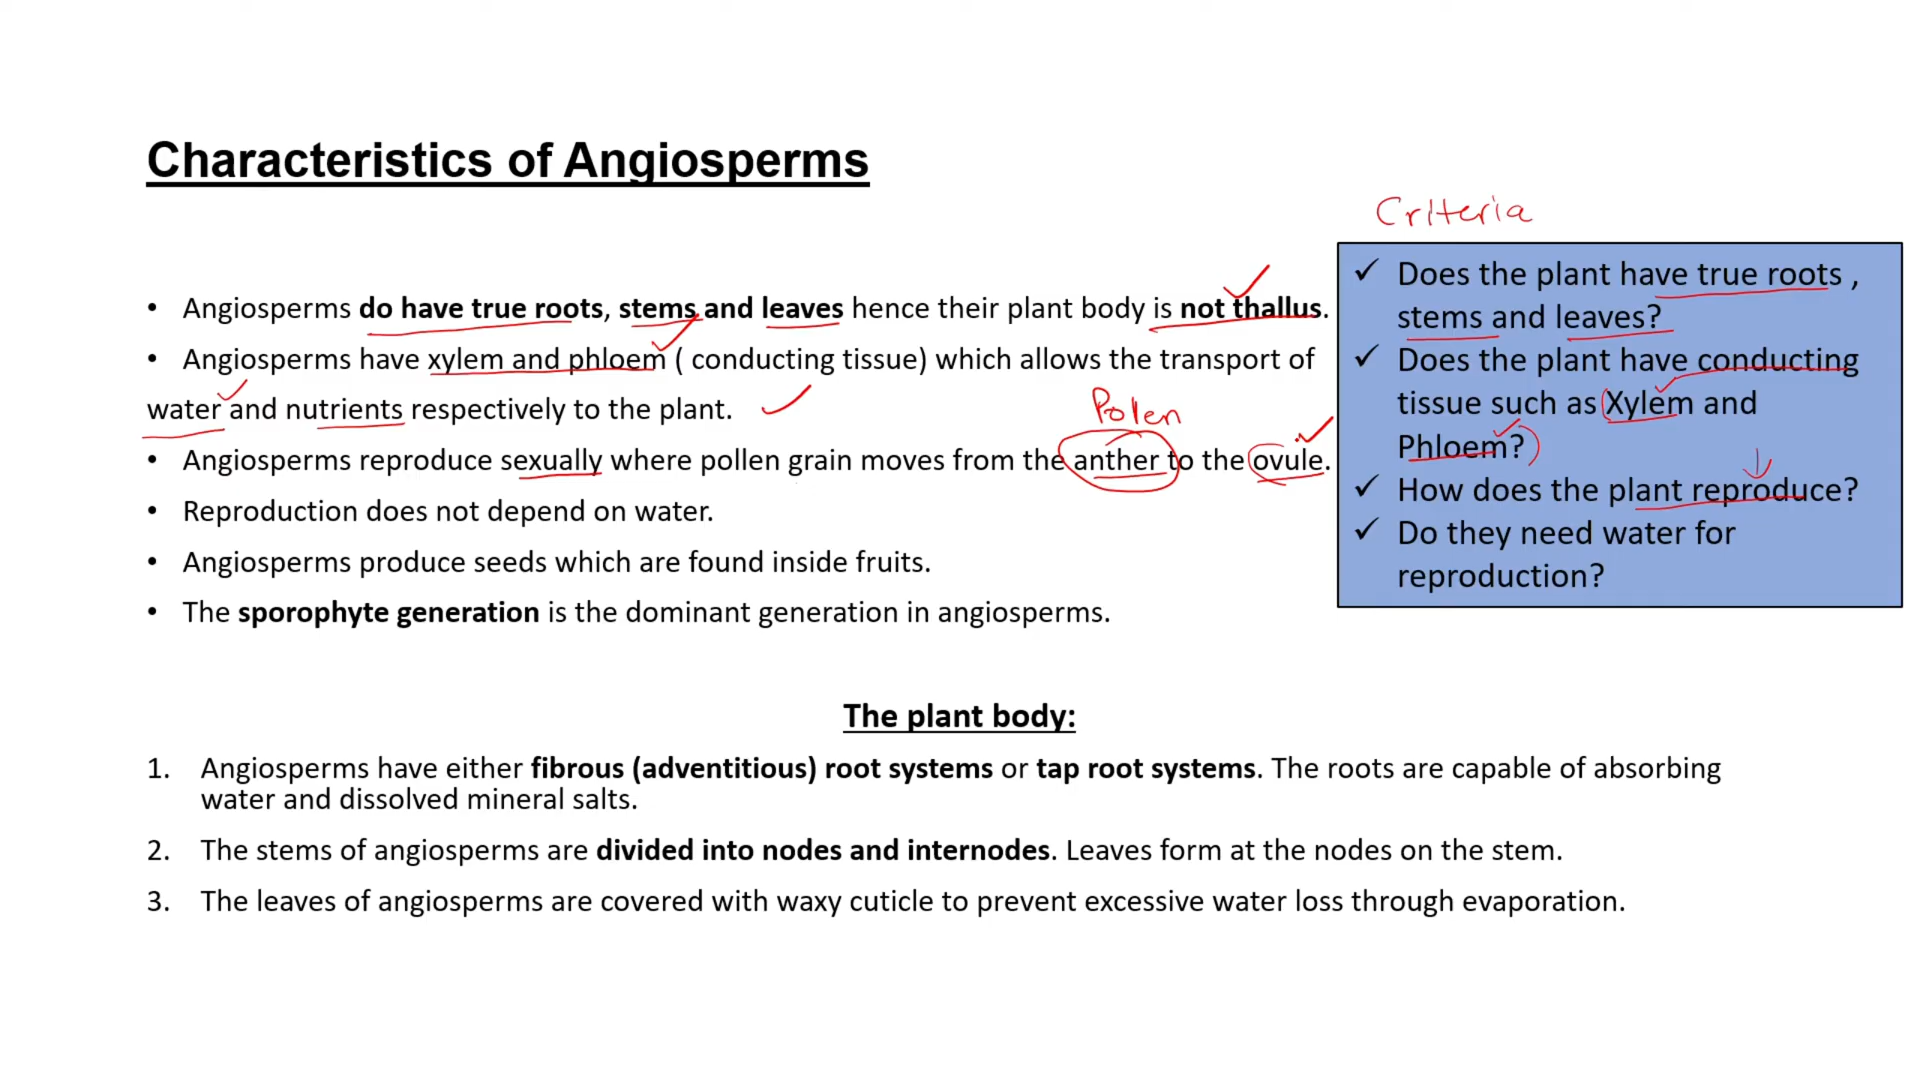 Characteristics of Angiosperms
Criteria
• Angiosperms do have true roots, stems and leaves hence their plant body is not thallus.
• Angiosperms have xylem and phloem ( conducting tissue) which allows the transport of
water and nutrients respectively to the plant.
Polen
• Angiosperms reproduce sexually where pollen grain moves from the anther to the ovule.
• Reproduction does not depend on water.
• Angiosperms produce seeds which are found inside fruits.
• The sporophyte generation is the dominant generation in angiosperms.
✓ Does the plant have true roots ,
stems and leaves?
✓ Does the plant have conducting
tissue such as Xylem and
Phloem?
✓ How does the plant reproduce?
✓ Do they need water for
reproduction?
The plant body:
1. Angiosperms have either fibrous (adventitious) root systems or tap root systems. The roots are capable of absorbing
water and dissolved mineral salts.
2. The stems of angiosperms are divided into nodes and internodes. Leaves form at the nodes on the stem.
3. The leaves of angiosperms are covered with waxy cuticle to prevent excessive water loss through evaporation.